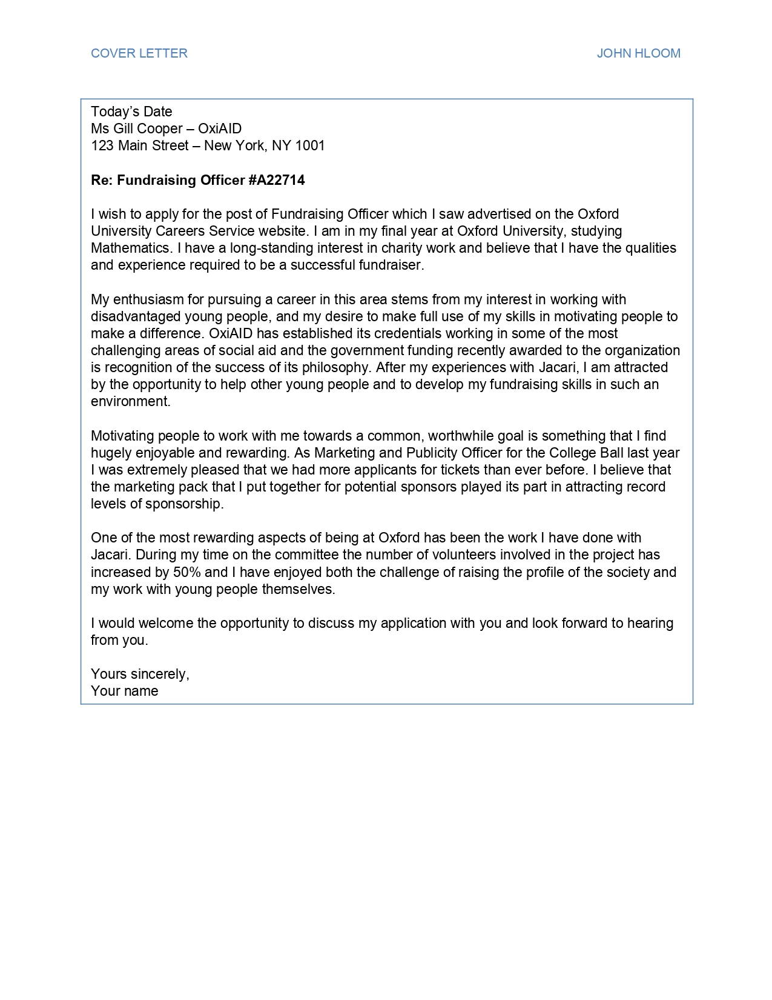 COVER LETTER JOHN HLOOM
Today’s Date
Ms Gill Cooper – OxiAID
123 Main Street – New York, NY 1001
Re: Fundraising Officer #A22714
I wish to apply for the post of Fundraising Officer which I saw advertised on the Oxford
University Careers Service website. I am in my final year at Oxford University, studying
Mathematics. I have a long-standing interest in charity work and believe that I have the qualities
and experience required to be a successful fundraiser.
My enthusiasm for pursuing a career in this area stems from my interest in working with
disadvantaged young people, and my desire to make full use of my skills in motivating people to
make a difference. OxiAID has established its credentials working in some of the most
challenging areas of social aid and the government funding recently awarded to the organization
is recognition of the success of its philosophy. After my experiences with Jacari, I am attracted
by the opportunity to help other young people and to develop my fundraising skills in such an
environment.
Motivating people to work with me towards a common, worthwhile goal is something that I find
hugely enjoyable and rewarding. As Marketing and Publicity Officer for the College Ball last year
I was extremely pleased that we had more applicants for tickets than ever before. I believe that
the marketing pack that I put together for potential sponsors played its part in attracting record
levels of sponsorship.
One of the most rewarding aspects of being at Oxford has been the work I have done with
Jacari. During my time on the committee the number of volunteers involved in the project has
increased by 50% and I have enjoyed both the challenge of raising the profile of the society and
my work with young people themselves.
I would welcome the opportunity to discuss my application with you and look forward to hearing
from you.
Yours sincerely,
Your name